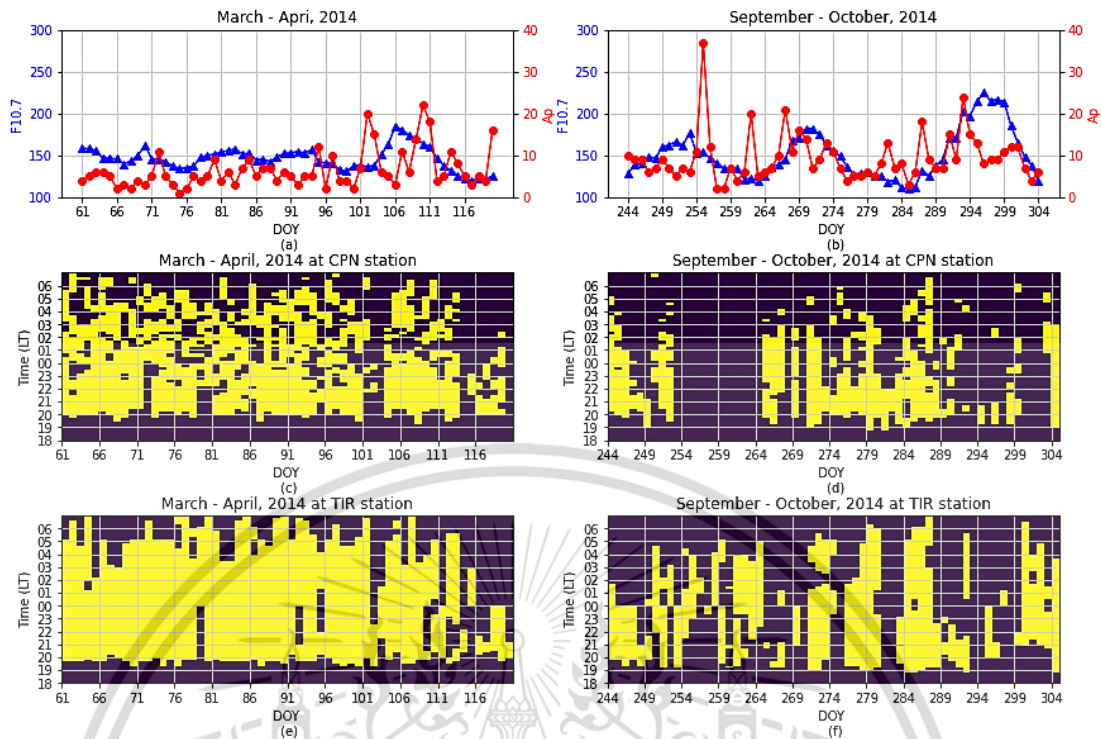 March - Apri, 2014
September - October, 2014
300
250
200
150
100
F10.7
40
30
20
10
0
Ap
61 66 71 76 81 86 91 96 101 106 111 116
DOY
(a)
300
250
200
150
100
F10.7
40
30
20
10
0
Ap
244 249 254 259 264 269 274 279 284 289 294 299 304
DOY
(b)
March - April, 2014 at CPN station
06
05
04
03
02
01
00
23
22
21
20
18
Time (LT)
61 66 71 76 81 86 91 96 101 106 111 116
DOY
(c)
September - October, 2014 at CPN station
06
05
04
03
02
01
00
23
22
21
20
19
18
Time (LT)
244 249 254 259 264 269 274 279 284 289 294 299 304
DOY
(d)
March - April, 2014 at TIR station
06
05
04
03
02
01
00
23
22
21
20
19
18
Time (LT)
61 66 71 76 81 86 91 96 101 106 111 116
DOY
(e)
September - October, 2014 at TIR station
06
05
04
03
02
01
00
23
22
21
20
19
18
Time (LT)
244 249 254 259 264 269 274 279 284 289 294 299 304
DOY
(f)